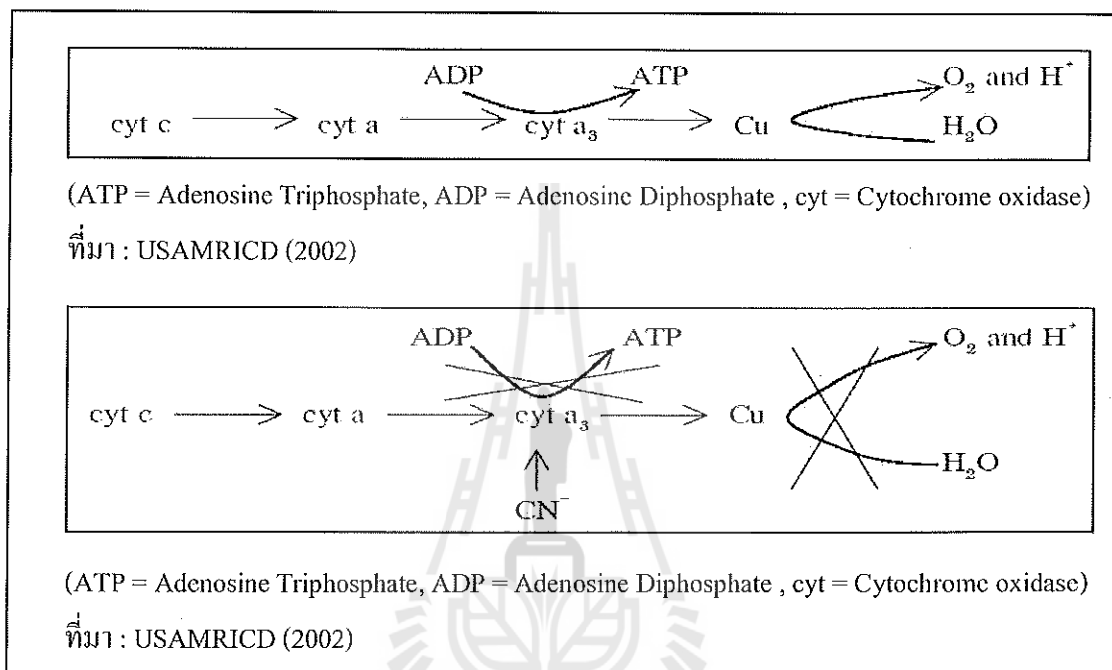 ADP ATP O₂ and H⁺
cyt c cyt a cyt a₃ Cu H₂O
(ATP = Adenosine Triphosphate, ADP = Adenosine Diphosphate , cyt = Cytochrome oxidase)
ที่มา : USAMRICD (2002)
ADP ATP O₂ and H⁺
cyt c cyt a cyt a₃ Cu
H₂O
CN⁻
(ATP = Adenosine Triphosphate, ADP = Adenosine Diphosphate , cyt = Cytochrome oxidase)
ที่มา : USAMRICD (2002)